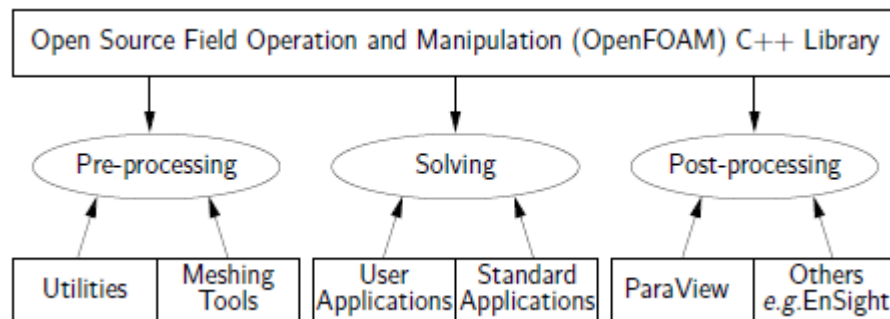 Open Source Field Operation and Manipulation (OpenFOAM) C++ Library
Pre-processing
Solving
Post-processing
Utilities
Meshing
Tools
User
Applications
Standard
Applications
ParaView
Others
e.g.EnSight